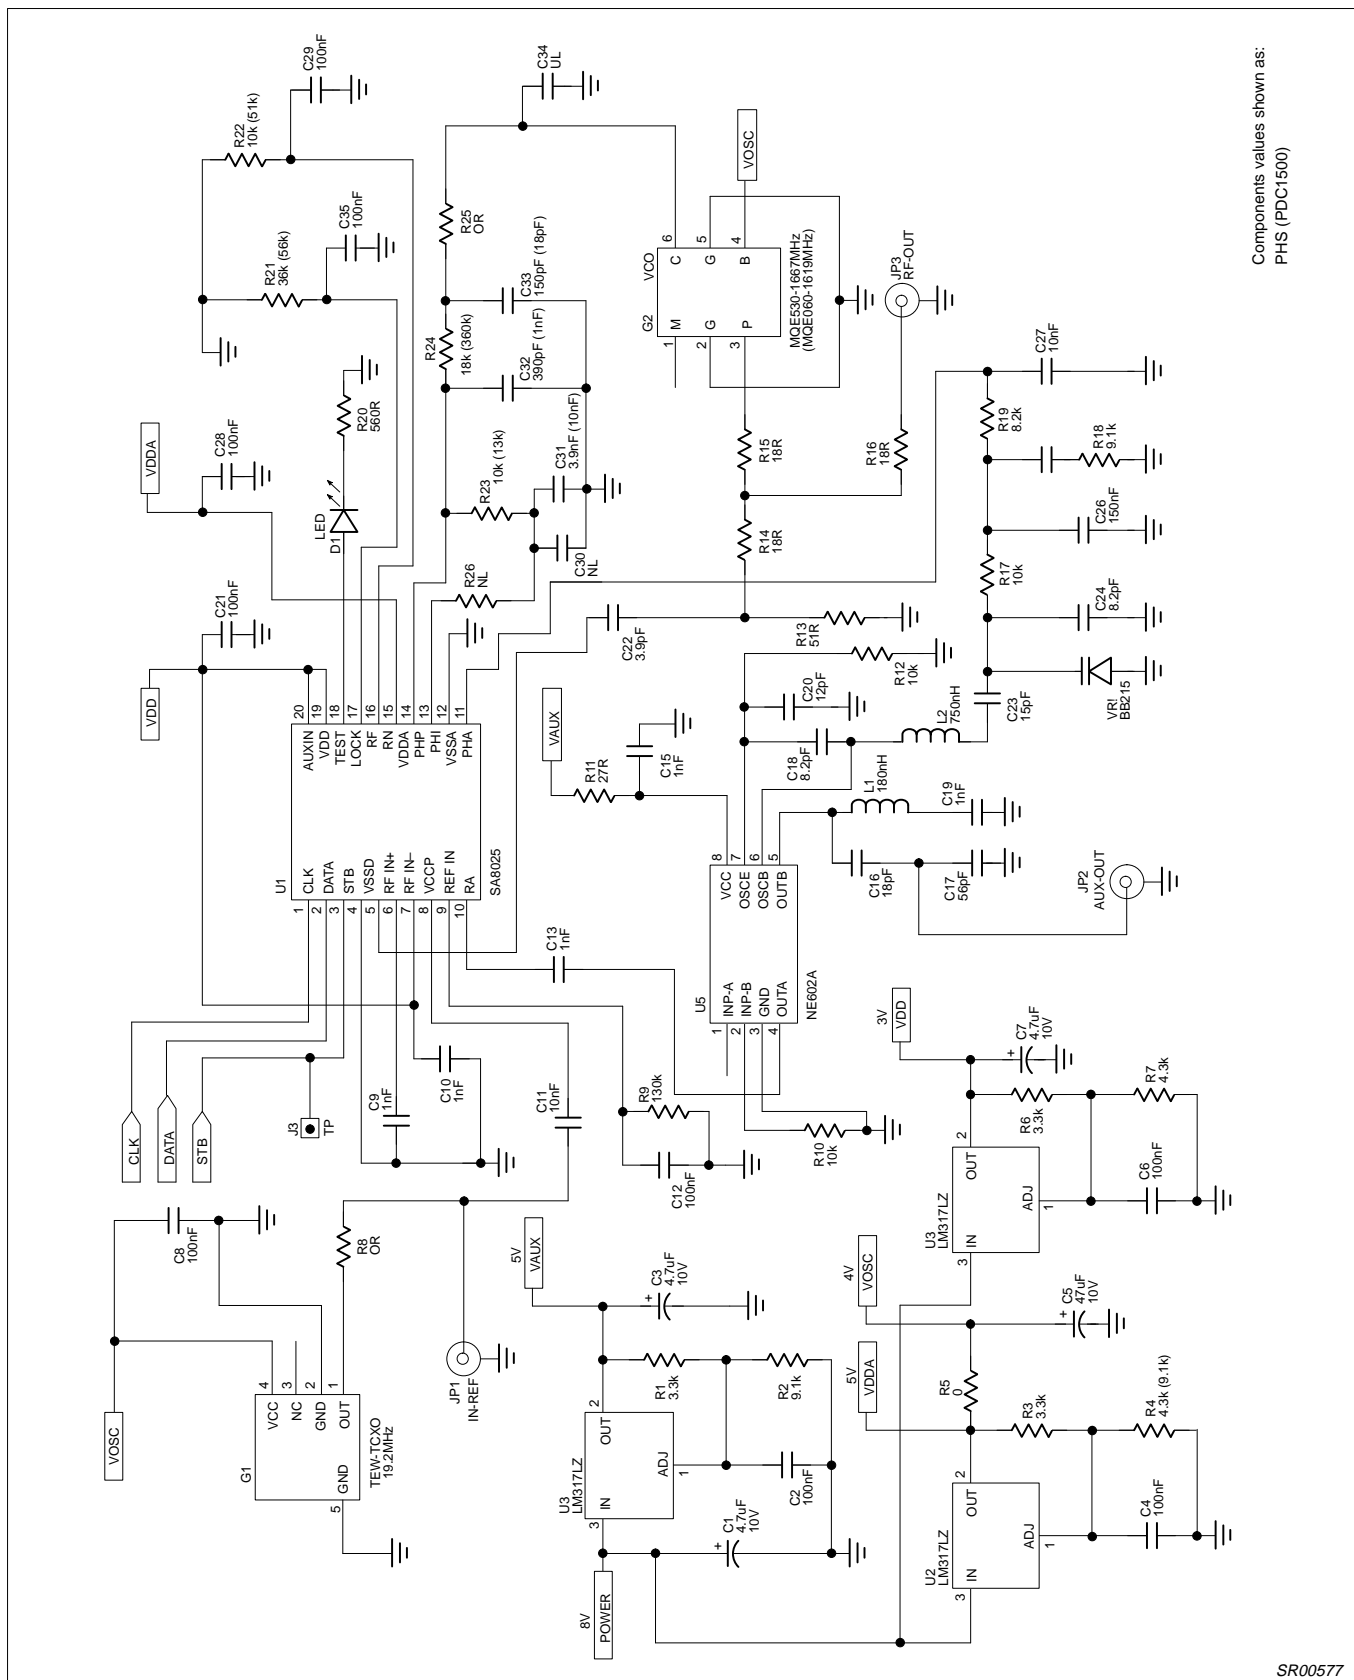 VOSC
C8
100nF
G1
VCC
4
NC
3
GND
2
OUT
1
GND
5
TEW-TCXO
19.2MHz
R8
OR
JP1
IN-REF
CLK
DATA
STB
J3
TP
C9
1nF
C10
1nF
C11
10nF
C12
100nF
R9
130k
C13
1nF
U1
1
CLK
2
DATA
3
STB
4
VSSD
5
RF IN+
6
RF IN–
7
VCCP
8
REF IN
9
RA
10
AUXIN
20
VDD
19
TEST
18
LOCK
17
RF
16
RN
15
VDDA
14
PHP
13
PHI
12
VSSA
11
PHA
SA8025
VDD
C21
100nF
VDDA
C28
100nF
LED
D1
R20
560R
R21
36k (56k)
C35
100nF
R22
10k (51k)
C29
100nF
R26
NL
R23
10k (13k)
C30
NL
C31
3.9nF (10nF)
C32
390pF (1nF)
R24
18k (360k)
C33
150pF (18pF)
R25
OR
C34
UL
G2
VCO
1
M
C
6
2
G
G
5
3
P
B
4
MQE530-1667MHz
(MQE060-1619MHz)
VOSC
JP3
RF-OUT
R15
18R
R16
18R
R14
18R
R13
51R
C22
3.9pF
VAUX
R11
27R
C15
1nF
U5
1
INP-A
2
INP-B
3
GND
4
OUTA
VCC
8
OSCE
7
OSCB
6
OUTB
5
NE602A
R10
10k
R12
10k
C20
12pF
C18
8.2pF
L2
750nH
L1
180nH
C19
1nF
C16
18pF
C17
56pF
JP2
AUX-OUT
C23
15pF
VR!
BB215
C24
8.2pF
R17
10k
C26
150nF
R18
9.1k
R19
8.2k
C27
10nF
8V
POWER
C1
4.7uF
10V
U3
LM317LZ
3
IN
OUT
2
ADJ
1
R1
3.3k
R2
9.1k
C2
100nF
C3
4.7uF
10V
5V
VAUX
U2
LM317LZ
3
IN
OUT
2
ADJ
1
5V
VDDA
R5
0
4V
VOSC
C5
47uF
10V
R3
3.3k
R4
4.3k (9.1k)
C4
100nF
U3
LM317LZ
3
IN
OUT
2
ADJ
1
3V
VDD
C7
4.7uF
10V
R6
3.3k
R7
4.3k
C6
100nF
Components values shown as:
PHS (PDC1500)
SR00577